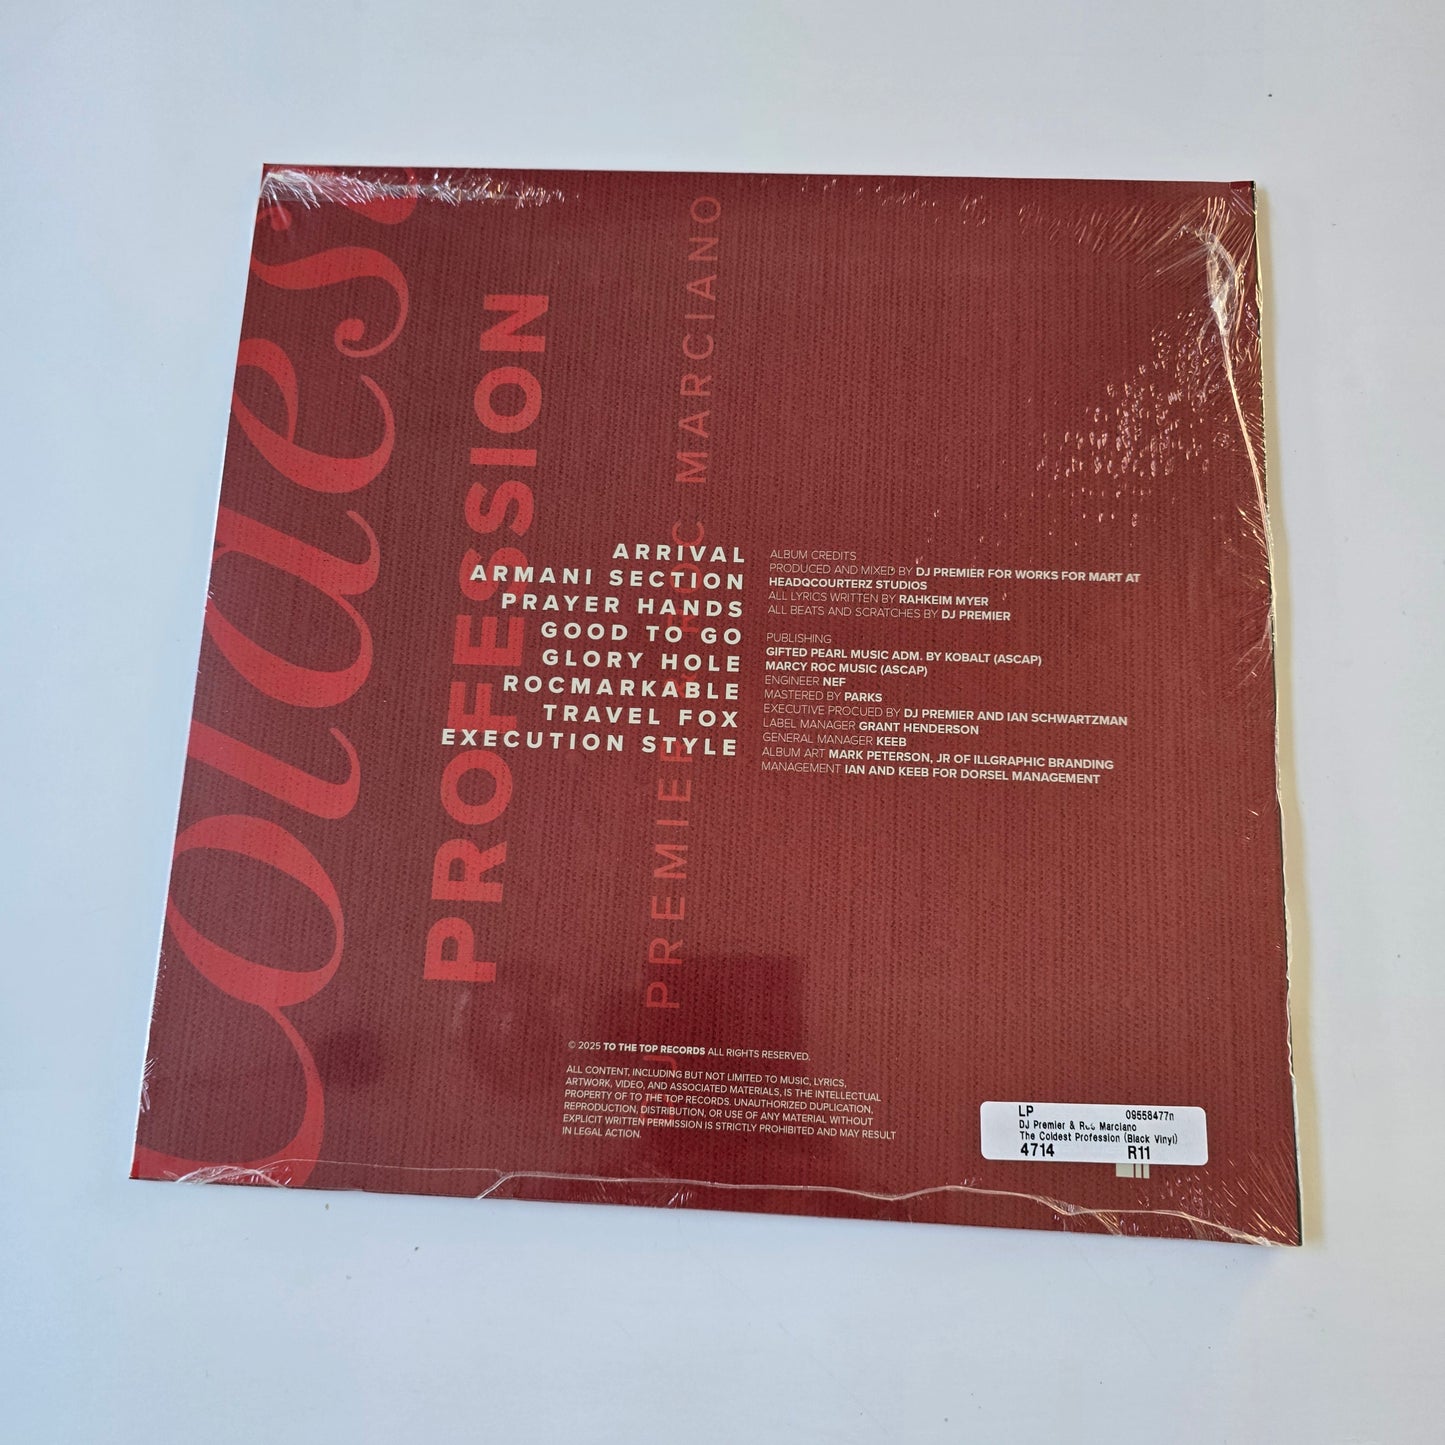 Coldest
PROFESSION
DJ PREMIER & ROC MARCIANO
ARRIVAL
ARMANI SECTION
PRAYER HANDS
GOOD TO GO
GLORY HOLE
ROCMARKABLE
TRAVEL FOX
EXECUTION STYLE
ALBUM CREDITS
PRODUCED AND MIXED BY DJ PREMIER FOR WORKS FOR MART AT
HEADQCOURTERZ STUDIOS
ALL LYRICS WRITTEN BY RAHKEIM MYER
ALL BEATS AND SCRATCHES BY DJ PREMIER
PUBLISHING
GIFTED PEARL MUSIC ADM. BY KOBALT (ASCAP)
MARCY ROC MUSIC (ASCAP)
ENGINEER NEF
MASTERED BY PARKS
EXECUTIVE PROCUED BY DJ PREMIER AND IAN SCHWARTZMAN
LABEL MANAGER GRANT HENDERSON
GENERAL MANAGER KEEB
ALBUM ART MARK PETERSON, JR OF ILLGRAPHIC BRANDING
MANAGEMENT IAN AND KEEB FOR DORSEL MANAGEMENT
© 2025 TO THE TOP RECORDS ALL RIGHTS RESERVED.
ALL CONTENT, INCLUDING BUT NOT LIMITED TO MUSIC, LYRICS,
ARTWORK, VIDEO, AND ASSOCIATED MATERIALS, IS THE INTELLECTUAL
PROPERTY OF TO THE TOP RECORDS. UNAUTHORIZED DUPLICATION,
REPRODUCTION, DISTRIBUTION, OR USE OF ANY MATERIAL WITHOUT
EXPLICIT WRITTEN PERMISSION IS STRICTLY PROHIBITED AND MAY RESULT
IN LEGAL ACTION.
LP 09558477n
DJ Premier & Roc Marciano
The Coldest Profession (Black Vinyl)
4714 R11